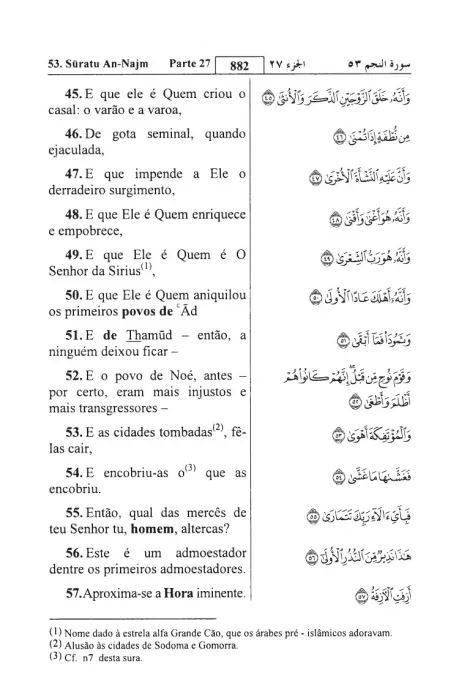 53. Sūratu An-Najm Parte 27 882 الجزء ٢٧ سورة النجم ٥٣
45. E que ele é Quem criou o
casal: o varão e a varoa,
46. De gota seminal, quando
ejaculada,
47. E que impende a Ele o
derradeiro surgimento,
48. E que Ele é Quem enriquece
e empobrece,
49. E que Ele é Quem é O
Senhor da Sirius(1),
50. E que Ele é Quem aniquilou
os primeiros povos de ᶜĀd
51. E de Thamūd – então, a
ninguém deixou ficar –
52. E o povo de Noé, antes –
por certo, eram mais injustos e
mais transgressores –
53. E as cidades tombadas(2), fê-
las cair,
54. E encobriu-as o(3) que as
encobriu.
55. Então, qual das mercês de
teu Senhor tu, homem, altercas?
56. Este é um admoestador
dentre os primeiros admoestadores.
57. Aproxima-se a Hora iminente.
وَأَنَّهُۥ خَلَقَ ٱلزَّوْجَيْنِ ٱلذَّكَرَ وَٱلْأُنثَىٰ ٤٥
مِن نُّطْفَةٍ إِذَا تُمْنَىٰ ٤٦
وَأَنَّ عَلَيْهِ ٱلنَّشْأَةَ ٱلْأُخْرَىٰ ٤٧
وَأَنَّهُۥ هُوَ أَغْنَىٰ وَأَقْنَىٰ ٤٨
وَأَنَّهُۥ هُوَ رَبُّ ٱلشِّعْرَىٰ ٤٩
وَأَنَّهُۥٓ أَهْلَكَ عَادًا ٱلْأُولَىٰ ٥٠
وَثَمُودَا۟ فَمَآ أَبْقَىٰ ٥١
وَقَوْمَ نُوحٍ مِّن قَبْلُ إِنَّهُمْ كَانُوا۟ هُمْ
أَظْلَمَ وَأَطْغَىٰ ٥٢
وَٱلْمُؤْتَفِكَةَ أَهْوَىٰ ٥٣
فَغَشَّىٰهَا مَا غَشَّىٰ ٥٤
فَبِأَىِّ ءَالَآءِ رَبِّكَ تَتَمَارَىٰ ٥٥
هَٰذَا نَذِيرٌ مِّنَ ٱلنُّذُرِ ٱلْأُولَىٰٓ ٥٦
أَزِفَتِ ٱلْآزِفَةُ ٥٧
(1) Nome dado à estrela alfa Grande Cão, que os árabes pré - islâmicos adoravam.
(2) Alusão às cidades de Sodoma e Gomorra.
(3) Cf. n7 desta sura.